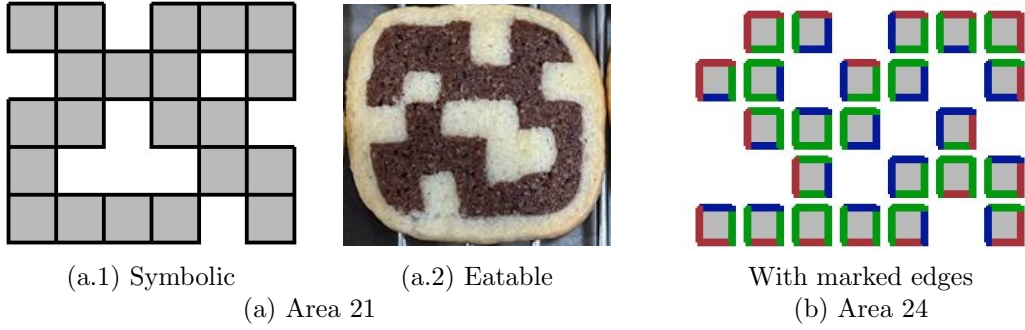 (a.1) Symbolic
(a.2) Eatable
(a) Area 21
With marked edges
(b) Area 24